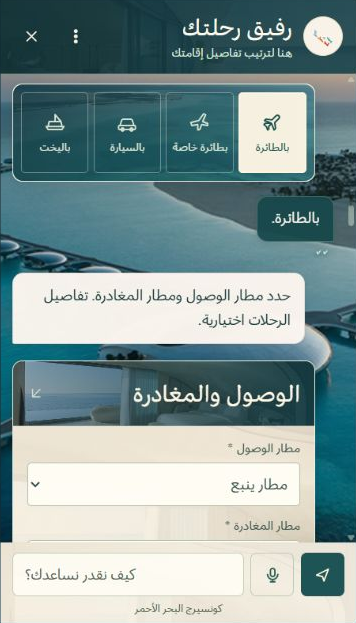 رفيق رحلتك
هنا لترتيب تفاصيل إقامتك
بالطائرة
بطائرة خاصة
بالسيارة
باليخت
بالطائرة.
حدد مطار الوصول ومطار المغادرة. تفاصيل
الرحلات اختيارية.
الوصول والمغادرة
مطار الوصول *
مطار ينبع
مطار المغادرة *
كيف نقدر نساعدك؟
كونسيرج البحر الأحمر